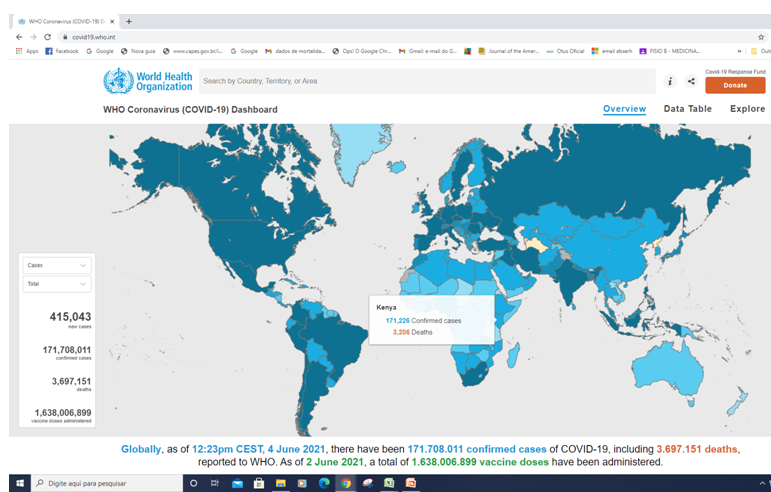 WHO Coronavirus (COVID-19) D
covid19.who.int
Apps Facebook Google Nova guia www.capes.gov.br/... Google dados de mortalida... Ops! O Google Chr... Gmail: e-mail do G... Journal of the Amer... Otus Oficial email ebserh FISIO B - MEDICINA... » Out
World Health
Organization
Search by Country, Territory, or Area
Covid-19 Response Fund
Donate
WHO Coronavirus (COVID-19) Dashboard
Overview Data Table Explore
Cases
Total
415,043
new cases
171,708,011
confirmed cases
3,697,151
deaths
1,638,006,899
vaccine doses administered
Kenya
171,226 Confirmed cases
3,206 Deaths
Globally, as of 12:23pm CEST, 4 June 2021, there have been 171.708.011 confirmed cases of COVID-19, including 3.697.151 deaths,
reported to WHO. As of 2 June 2021, a total of 1.638.006.899 vaccine doses have been administered.
Digite aqui para pesquisar